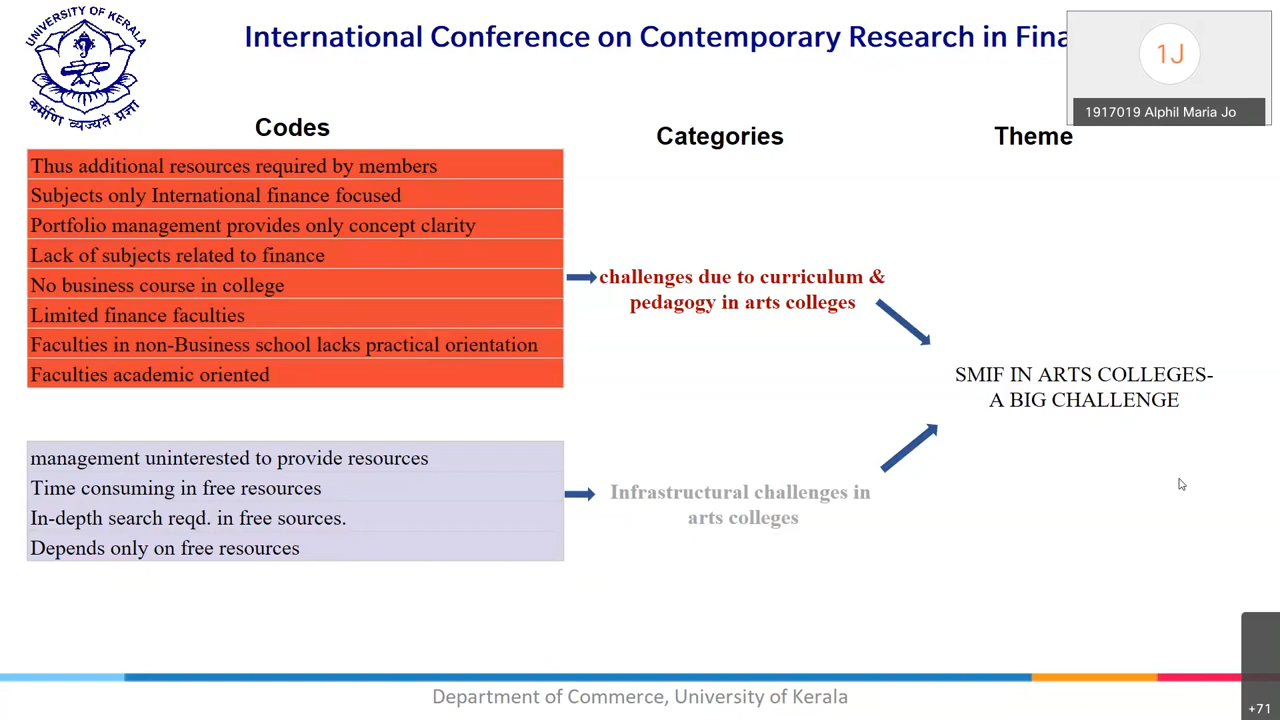 UNIVERSITY OF KERALA
कर्मणि व्यज्यते प्रज्ञा
International Conference on Contemporary Research in Fina
1J
1917019 Alphil Maria Jo
Codes
Categories
Theme
Thus additional resources required by members
Subjects only International finance focused
Portfolio management provides only concept clarity
Lack of subjects related to finance
No business course in college
Limited finance faculties
Faculties in non-Business school lacks practical orientation
Faculties academic oriented
challenges due to curriculum &
pedagogy in arts colleges
SMIF IN ARTS COLLEGES-
A BIG CHALLENGE
management uninterested to provide resources
Time consuming in free resources
In-depth search reqd. in free sources.
Depends only on free resources
Infrastructural challenges in
arts colleges
Department of Commerce, University of Kerala
+71